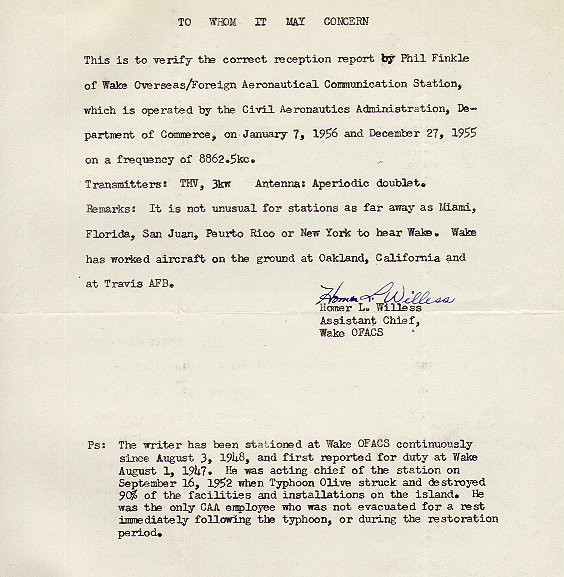 TO WHOM IT MAY CONCERN
This is to verify the correct reception report by Phil Finkle
of Wake Overseas/Foreign Aeronautical Communication Station,
which is operated by the Civil Aeronautics Administration, De-
partment of Commerce, on January 7, 1956 and December 27, 1955
on a frequency of 8862.5kc.
Transmitters: THV, 3kw Antenna: Aperiodic doublet.
Remarks: It is not unusual for stations as far away as Miami,
Florida, San Juan, Peurto Rico or New York to hear Wake. Wake
has worked aircraft on the ground at Oakland, California and
at Travis AFB.
Homer L. Willess
Homer L. Willess
Assistant Chief,
Wake OFACS
Ps: The writer has been stationed at Wake OFACS continuously
since August 3, 1948, and first reported for duty at Wake
August 1, 1947. He was acting chief of the station on
September 16, 1952 when Typhoon Olive struck and destroyed
90% of the facilities and installations on the island. He
was the only CAA employee who was not evacuated for a rest
immediately following the typhoon, or during the restoration
period.